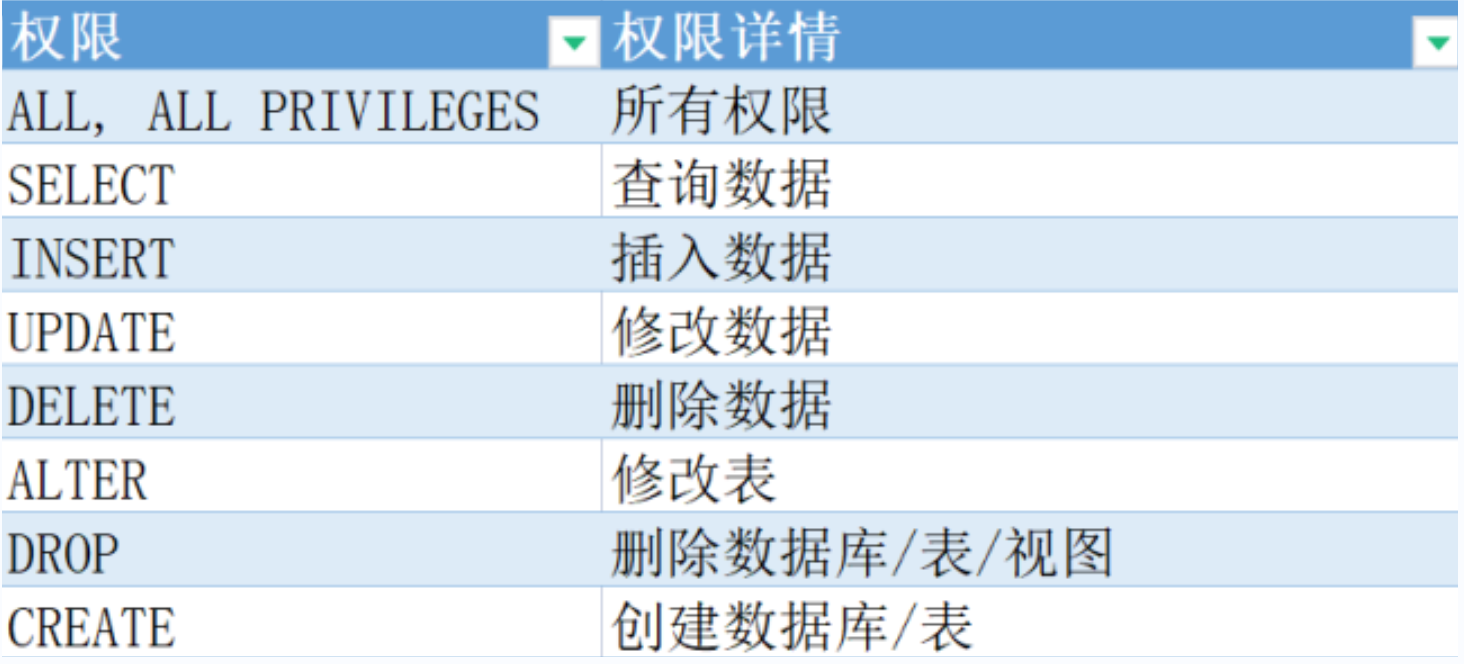 权限 权限详情
ALL, ALL PRIVILEGES 所有权限
SELECT 查询数据
INSERT 插入数据
UPDATE 修改数据
DELETE 删除数据
ALTER 修改表
DROP 删除数据库/表/视图
CREATE 创建数据库/表